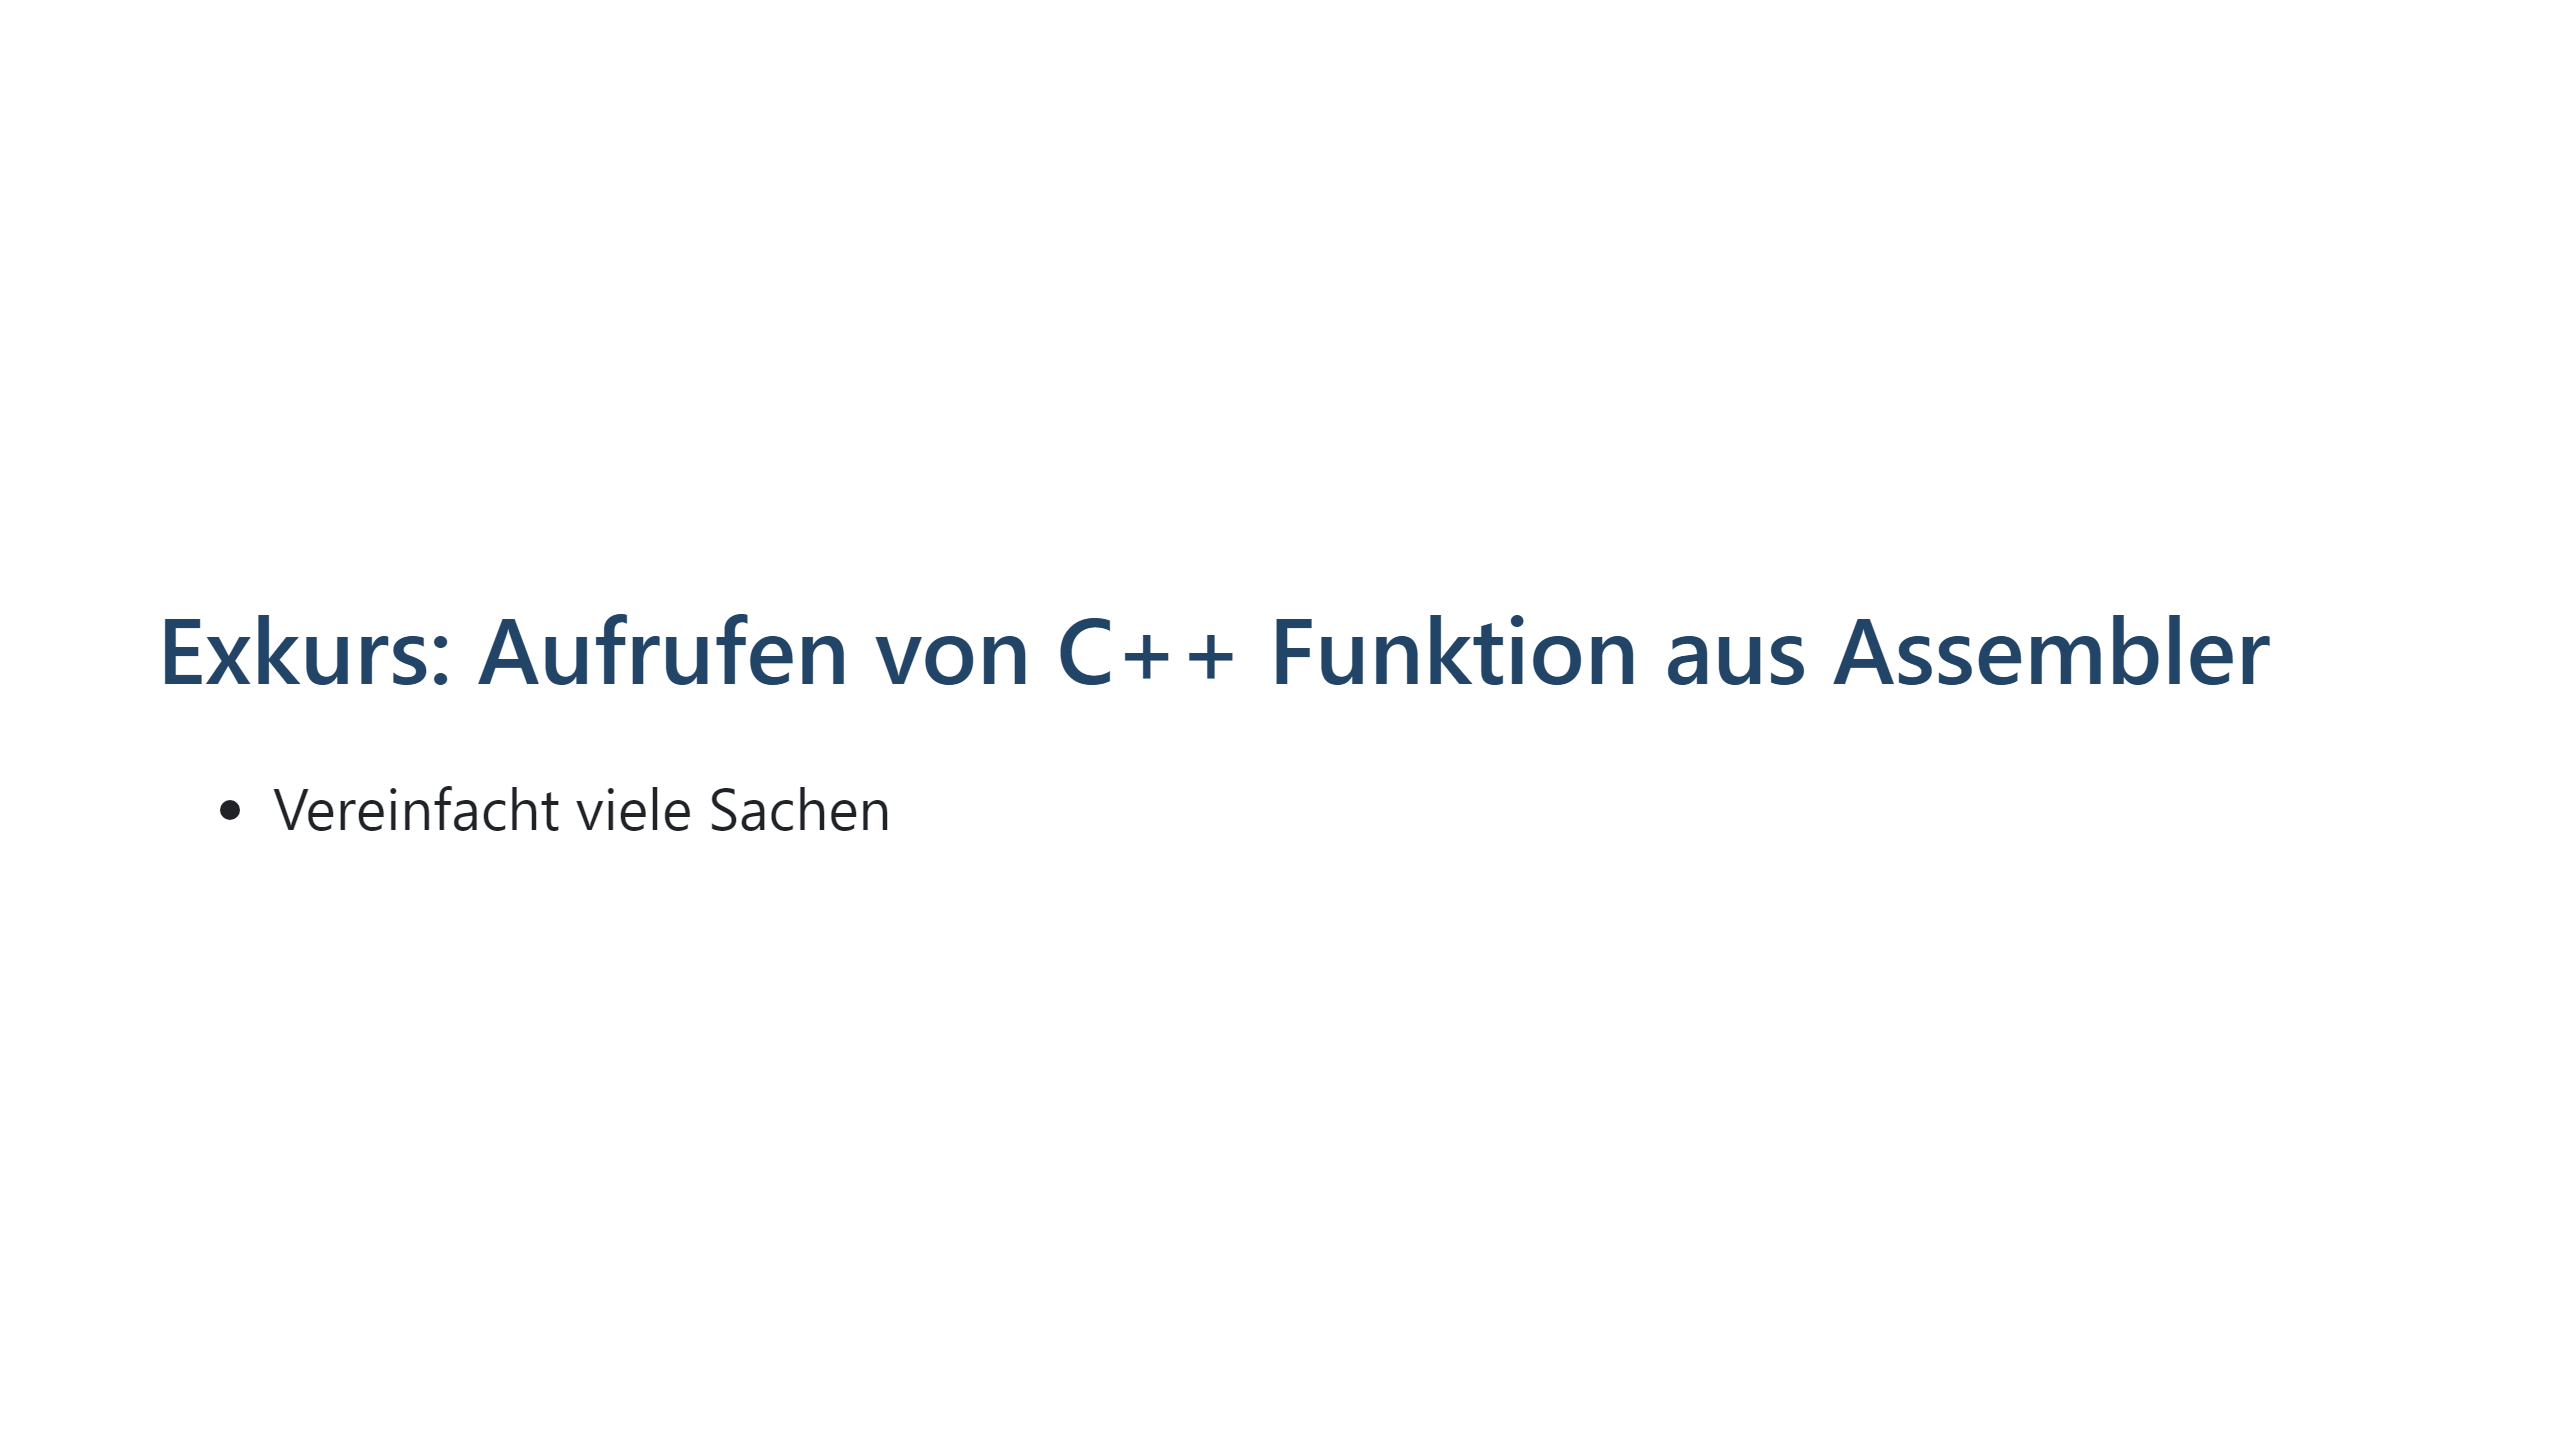 Exkurs: Aufrufen von C++ Funktion aus Assembler
• Vereinfacht viele Sachen